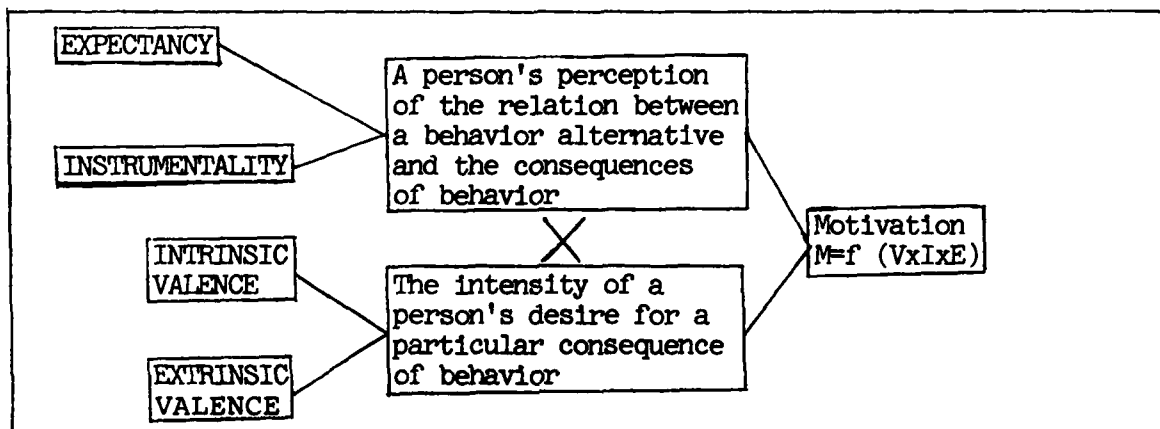 EXPECTANCY
A person's perception
of the relation between
a behavior alternative
and the consequences
of behavior
INSTRUMENTALITY
Motivation
M=f (VxIxE)
INTRINSIC
VALENCE
The intensity of a
person's desire for a
particular consequence
of behavior
EXTRINSIC
VALENCE